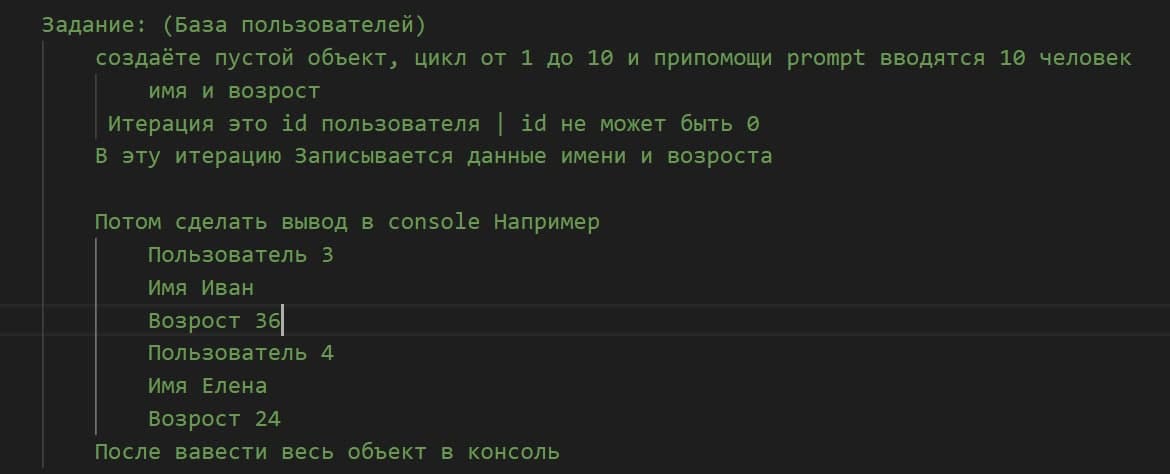 Задание: (База пользователей)
создаёте пустой объект, цикл от 1 до 10 и припомощи prompt вводятся 10 человек
имя и возрост
Итерация это id пользователя | id не может быть 0
В эту итерацию Записывается данные имени и возроста
Потом сделать вывод в console Например
Пользователь 3
Имя Иван
Возрост 36
Пользователь 4
Имя Елена
Возрост 24
После вавести весь объект в консоль